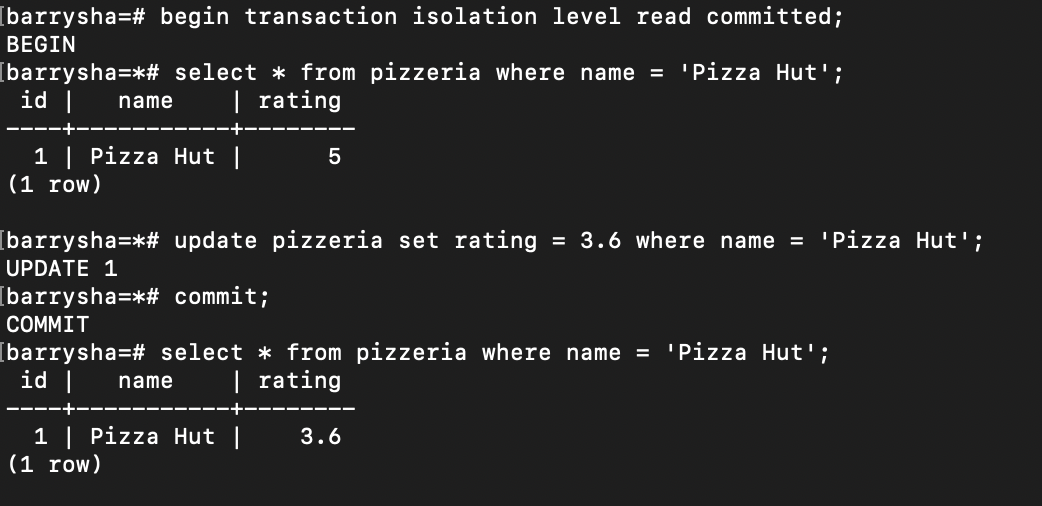 [barrysha=# begin transaction isolation level read committed;
BEGIN
[barrysha=*# select * from pizzeria where name = 'Pizza Hut';
 id |   name    | rating
----+-----------+--------
  1 | Pizza Hut |      5
(1 row)

[barrysha=*# update pizzeria set rating = 3.6 where name = 'Pizza Hut';
UPDATE 1
[barrysha=*# commit;
COMMIT
[barrysha=# select * from pizzeria where name = 'Pizza Hut';
 id |   name    | rating
----+-----------+--------
  1 | Pizza Hut |    3.6
(1 row)